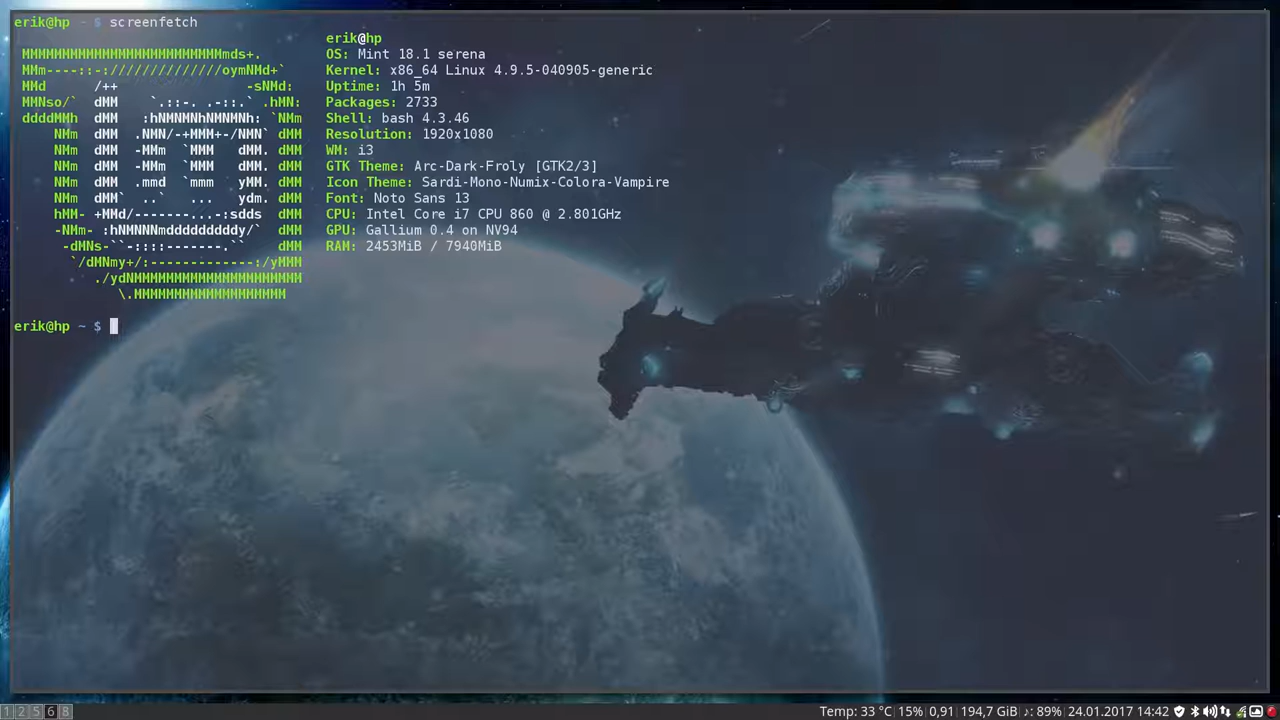 erik@hp ~ $ screenfetch
erik@hp
OS: Mint 18.1 serena
Kernel: x86_64 Linux 4.9.5-040905-generic
Uptime: 1h 5m
Packages: 2733
Shell: bash 4.3.46
Resolution: 1920x1080
WM: i3
GTK Theme: Arc-Dark-Froly [GTK2/3]
Icon Theme: Sardi-Mono-Numix-Colora-Vampire
Font: Noto Sans 13
CPU: Intel Core i7 CPU 860 @ 2.801GHz
GPU: Gallium 0.4 on NV94
RAM: 2453MiB / 7940MiB
erik@hp ~ $
1 2 5 6 8 Temp: 33 °C 15% 0,91 194,7 GiB ♪: 89% 24.01.2017 14:42